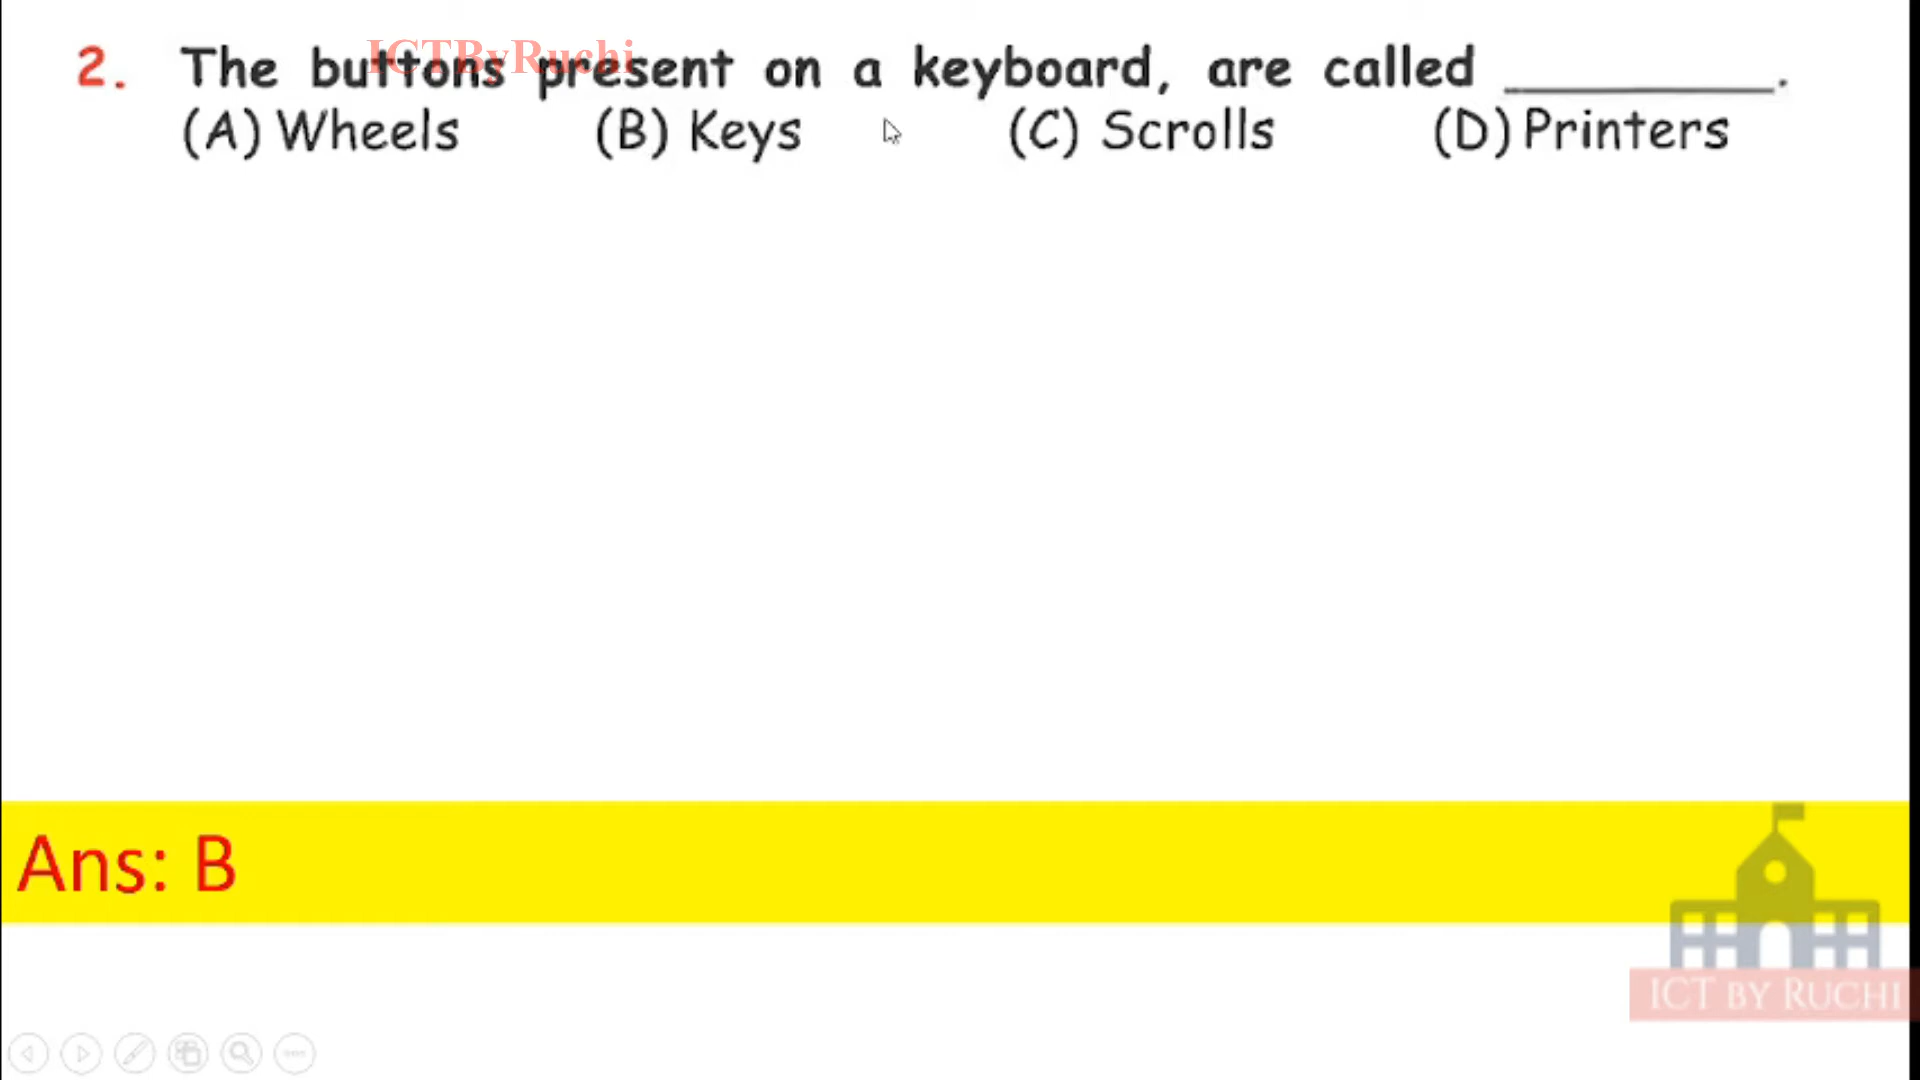 ICTByRuchi
2. The buttons present on a keyboard, are called __________.
(A) Wheels (B) Keys (C) Scrolls (D) Printers
Ans: B
ICT BY RUCHI